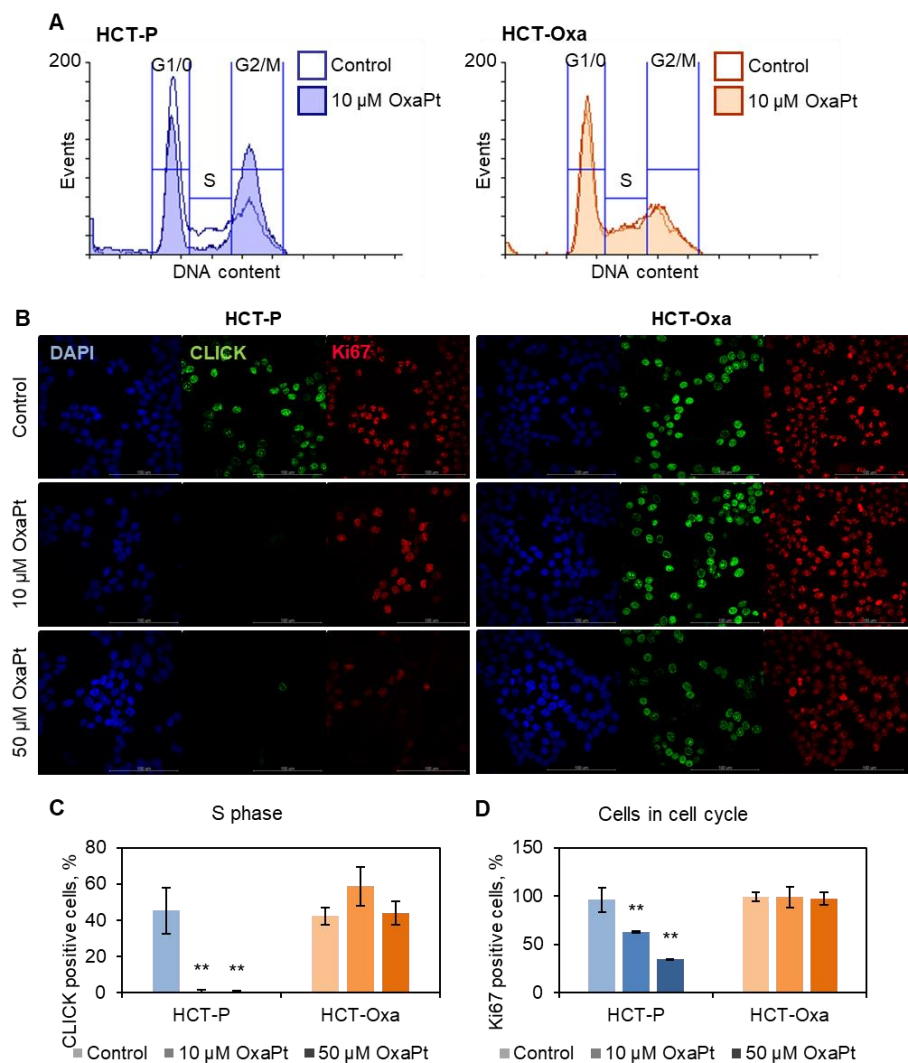 A
HCT-P
200
G1/0
G2/M
S
Control
10 µM OxaPt
Events
DNA content
HCT-Oxa
200
G1/0
G2/M
S
Control
10 µM OxaPt
Events
DNA content
B
HCT-P
HCT-Oxa
DAPI
CLICK
Ki67
Control
10 µM OxaPt
50 µM OxaPt
C
S phase
CLICK positive cells, %
80
60
40
20
0
** **
HCT-P
HCT-Oxa
Control 10 µM OxaPt 50 µM OxaPt
D
Cells in cell cycle
Ki67 positive cells, %
150
100
50
0
**
**
HCT-P
HCT-Oxa
Control 10 µM OxaPt 50 µM OxaPt